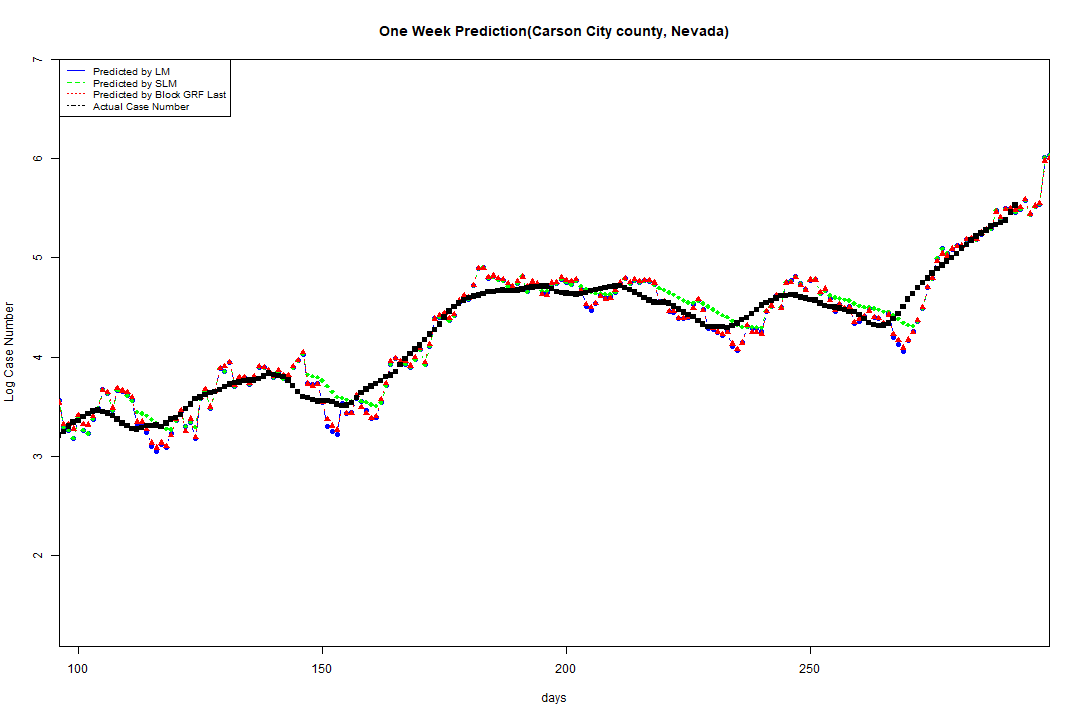 One Week Prediction(Carson City county, Nevada)
Predicted by LM
Predicted by SLM
Predicted by Block GRF Last
Actual Case Number
7
6
5
4
3
2
Log Case Number
100 150 200 250
days